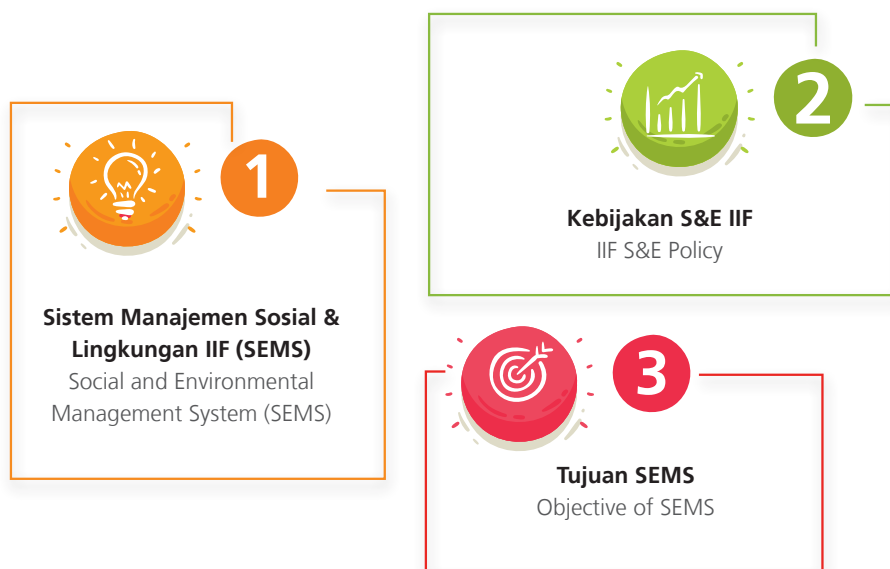 1
Sistem Manajemen Sosial &
Lingkungan IIF (SEMS)
Social and Environmental
Management System (SEMS)
2
Kebijakan S&E IIF
IIF S&E Policy
3
Tujuan SEMS
Objective of SEMS